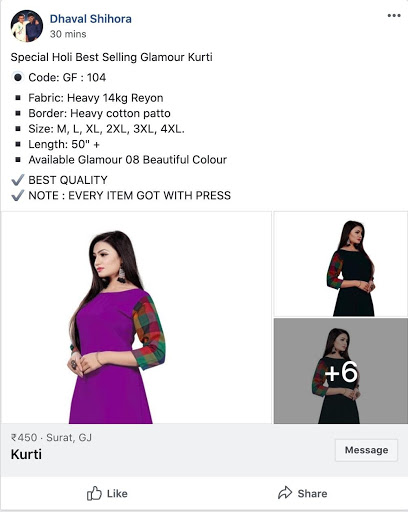 Dhaval Shihora
30 mins
Special Holi Best Selling Glamour Kurti
Code: GF : 104
▪ Fabric: Heavy 14kg Reyon
▪ Border: Heavy cotton patto
▪ Size: M, L, XL, 2XL, 3XL, 4XL.
▪ Length: 50" +
▪ Available Glamour 08 Beautiful Colour
✔ BEST QUALITY
✔ NOTE : EVERY ITEM GOT WITH PRESS
+6
₹450 · Surat, GJ
Kurti
Message
Like
Share